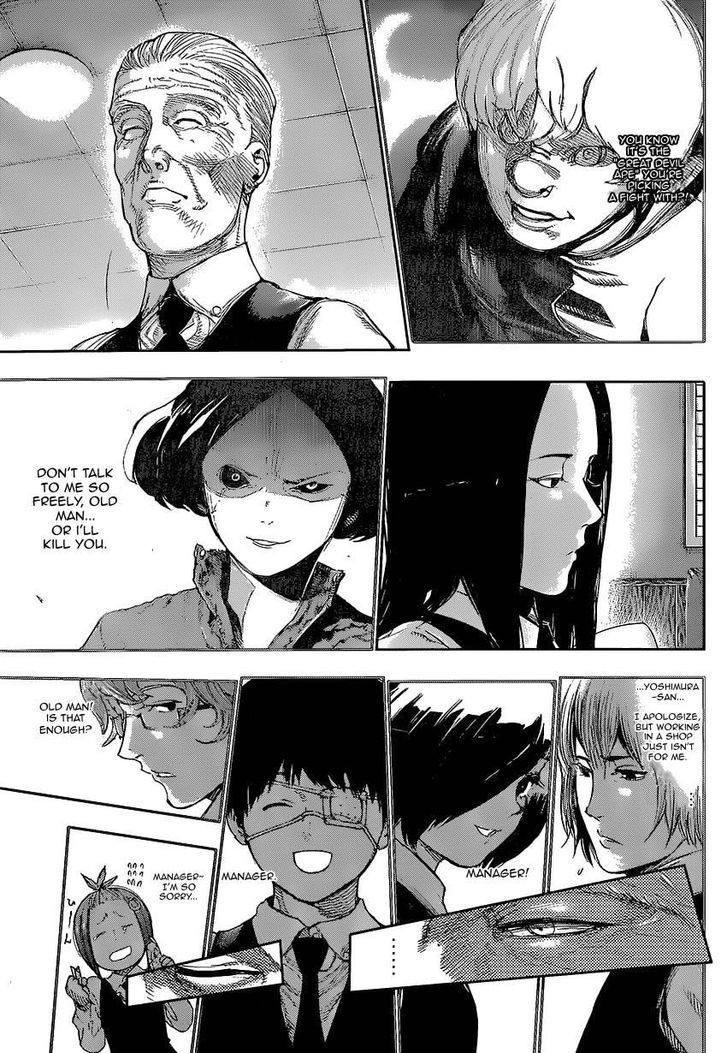 YOU KNOW
IT'S THE
"GREAT DEVIL
APE" YOU'RE
PICKING
A FIGHT WITH?!
DON'T TALK
TO ME SO
FREELY, OLD
MAN...
OR I'LL
KILL YOU.
...YOSHIMURA
-SAN.
I APOLOGIZE,
BUT WORKING
IN A SHOP
JUST ISN'T
FOR ME.
MANAGER!
MANAGER.
OLD MAN!
IS THAT
ENOUGH?
MANAGER~
I'M SO
SORRY...